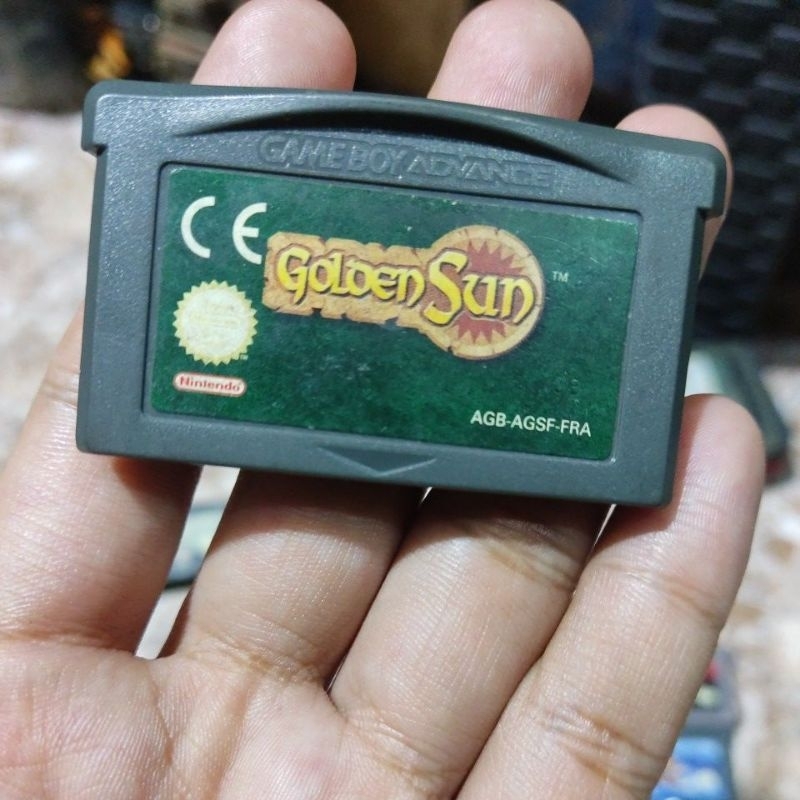 GAME BOY ADVANCE
CE
GOLDEN SUN
TM
Nintendo
AGB-AGSF-FRA